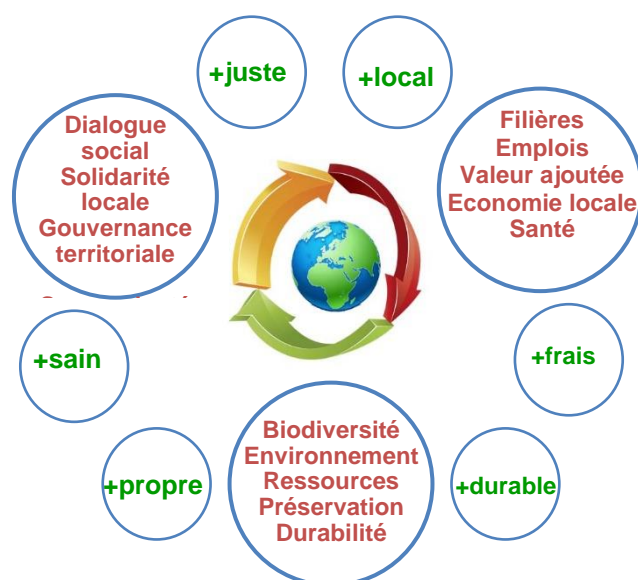 +juste
+local
Dialogue
social
Solidarité
locale
Gouvernance
territoriale
Filières
Emplois
Valeur ajoutée
Economie locale
Santé
+sain
+frais
+propre
Biodiversité
Environnement
Ressources
Préservation
Durabilité
+durable